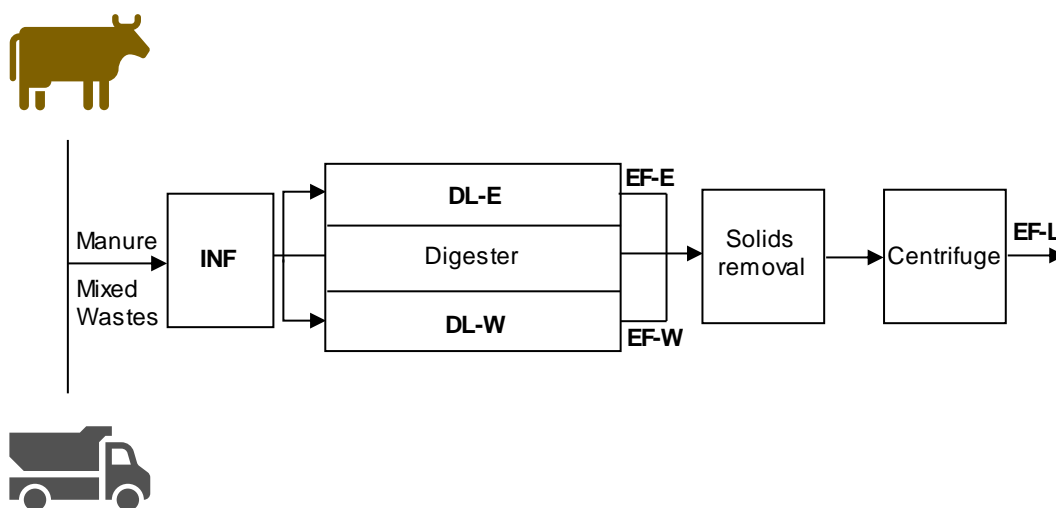 Manure
Mixed
Wastes
INF
DL-E
Digester
DL-W
EF-E
EF-W
Solids
removal
Centrifuge
EF-L